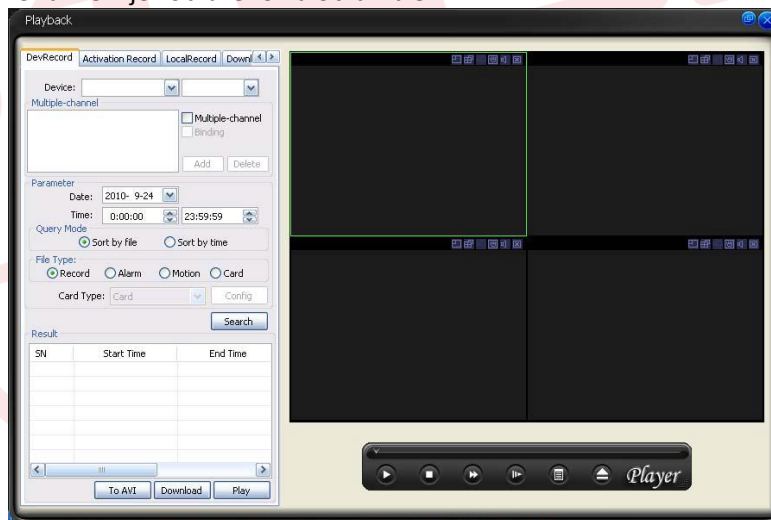 Playback
DevRecord Activation Record LocalRecord Downl
Device:
Multiple-channel
Multiple-channel
Binding
Add Delete
Parameter
Date: 2010- 9-24
Time: 0:00:00 23:59:59
Query Mode
Sort by file Sort by time
File Type:
Record Alarm Motion Card
Card Type: Card Config
Search
Result
SN Start Time End Time
To AVI Download Play
Player